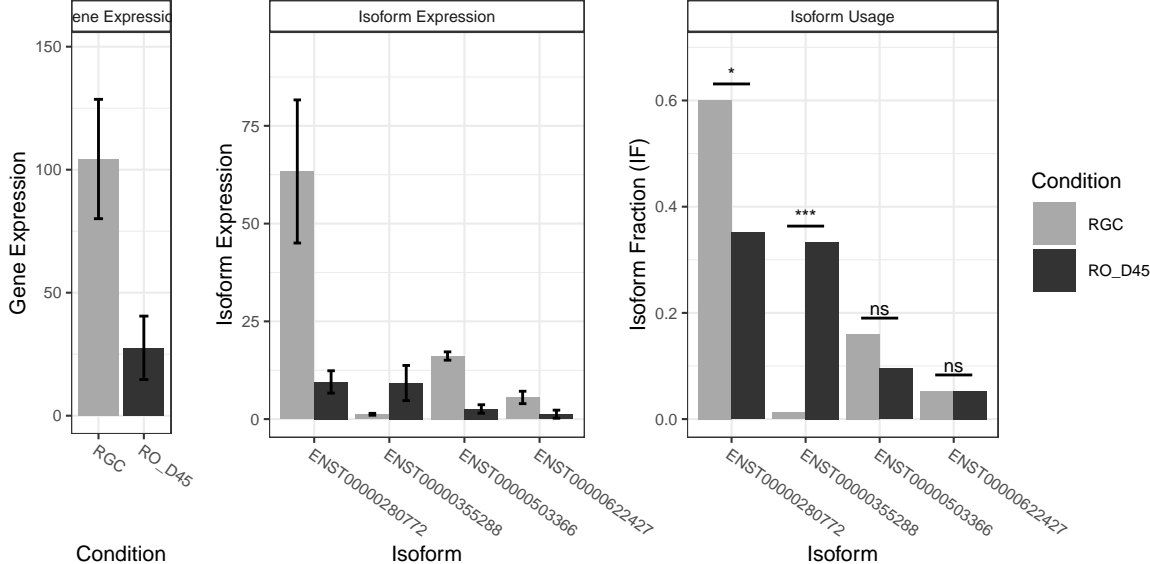 ene Expressio
Gene Expression
150
100
50
0
RGC
RO_D45
Condition
Isoform Expression
Isoform Expression
75
50
25
0
ENST00000280772
ENST00000355288
ENST00000503366
ENST00000622427
Isoform
Isoform Usage
Isoform Fraction (IF)
0.6
0.4
0.2
0.0
*
***
ns
ns
ENST00000280772
ENST00000355288
ENST00000503366
ENST00000622427
Isoform
Condition
RGC
RO_D45